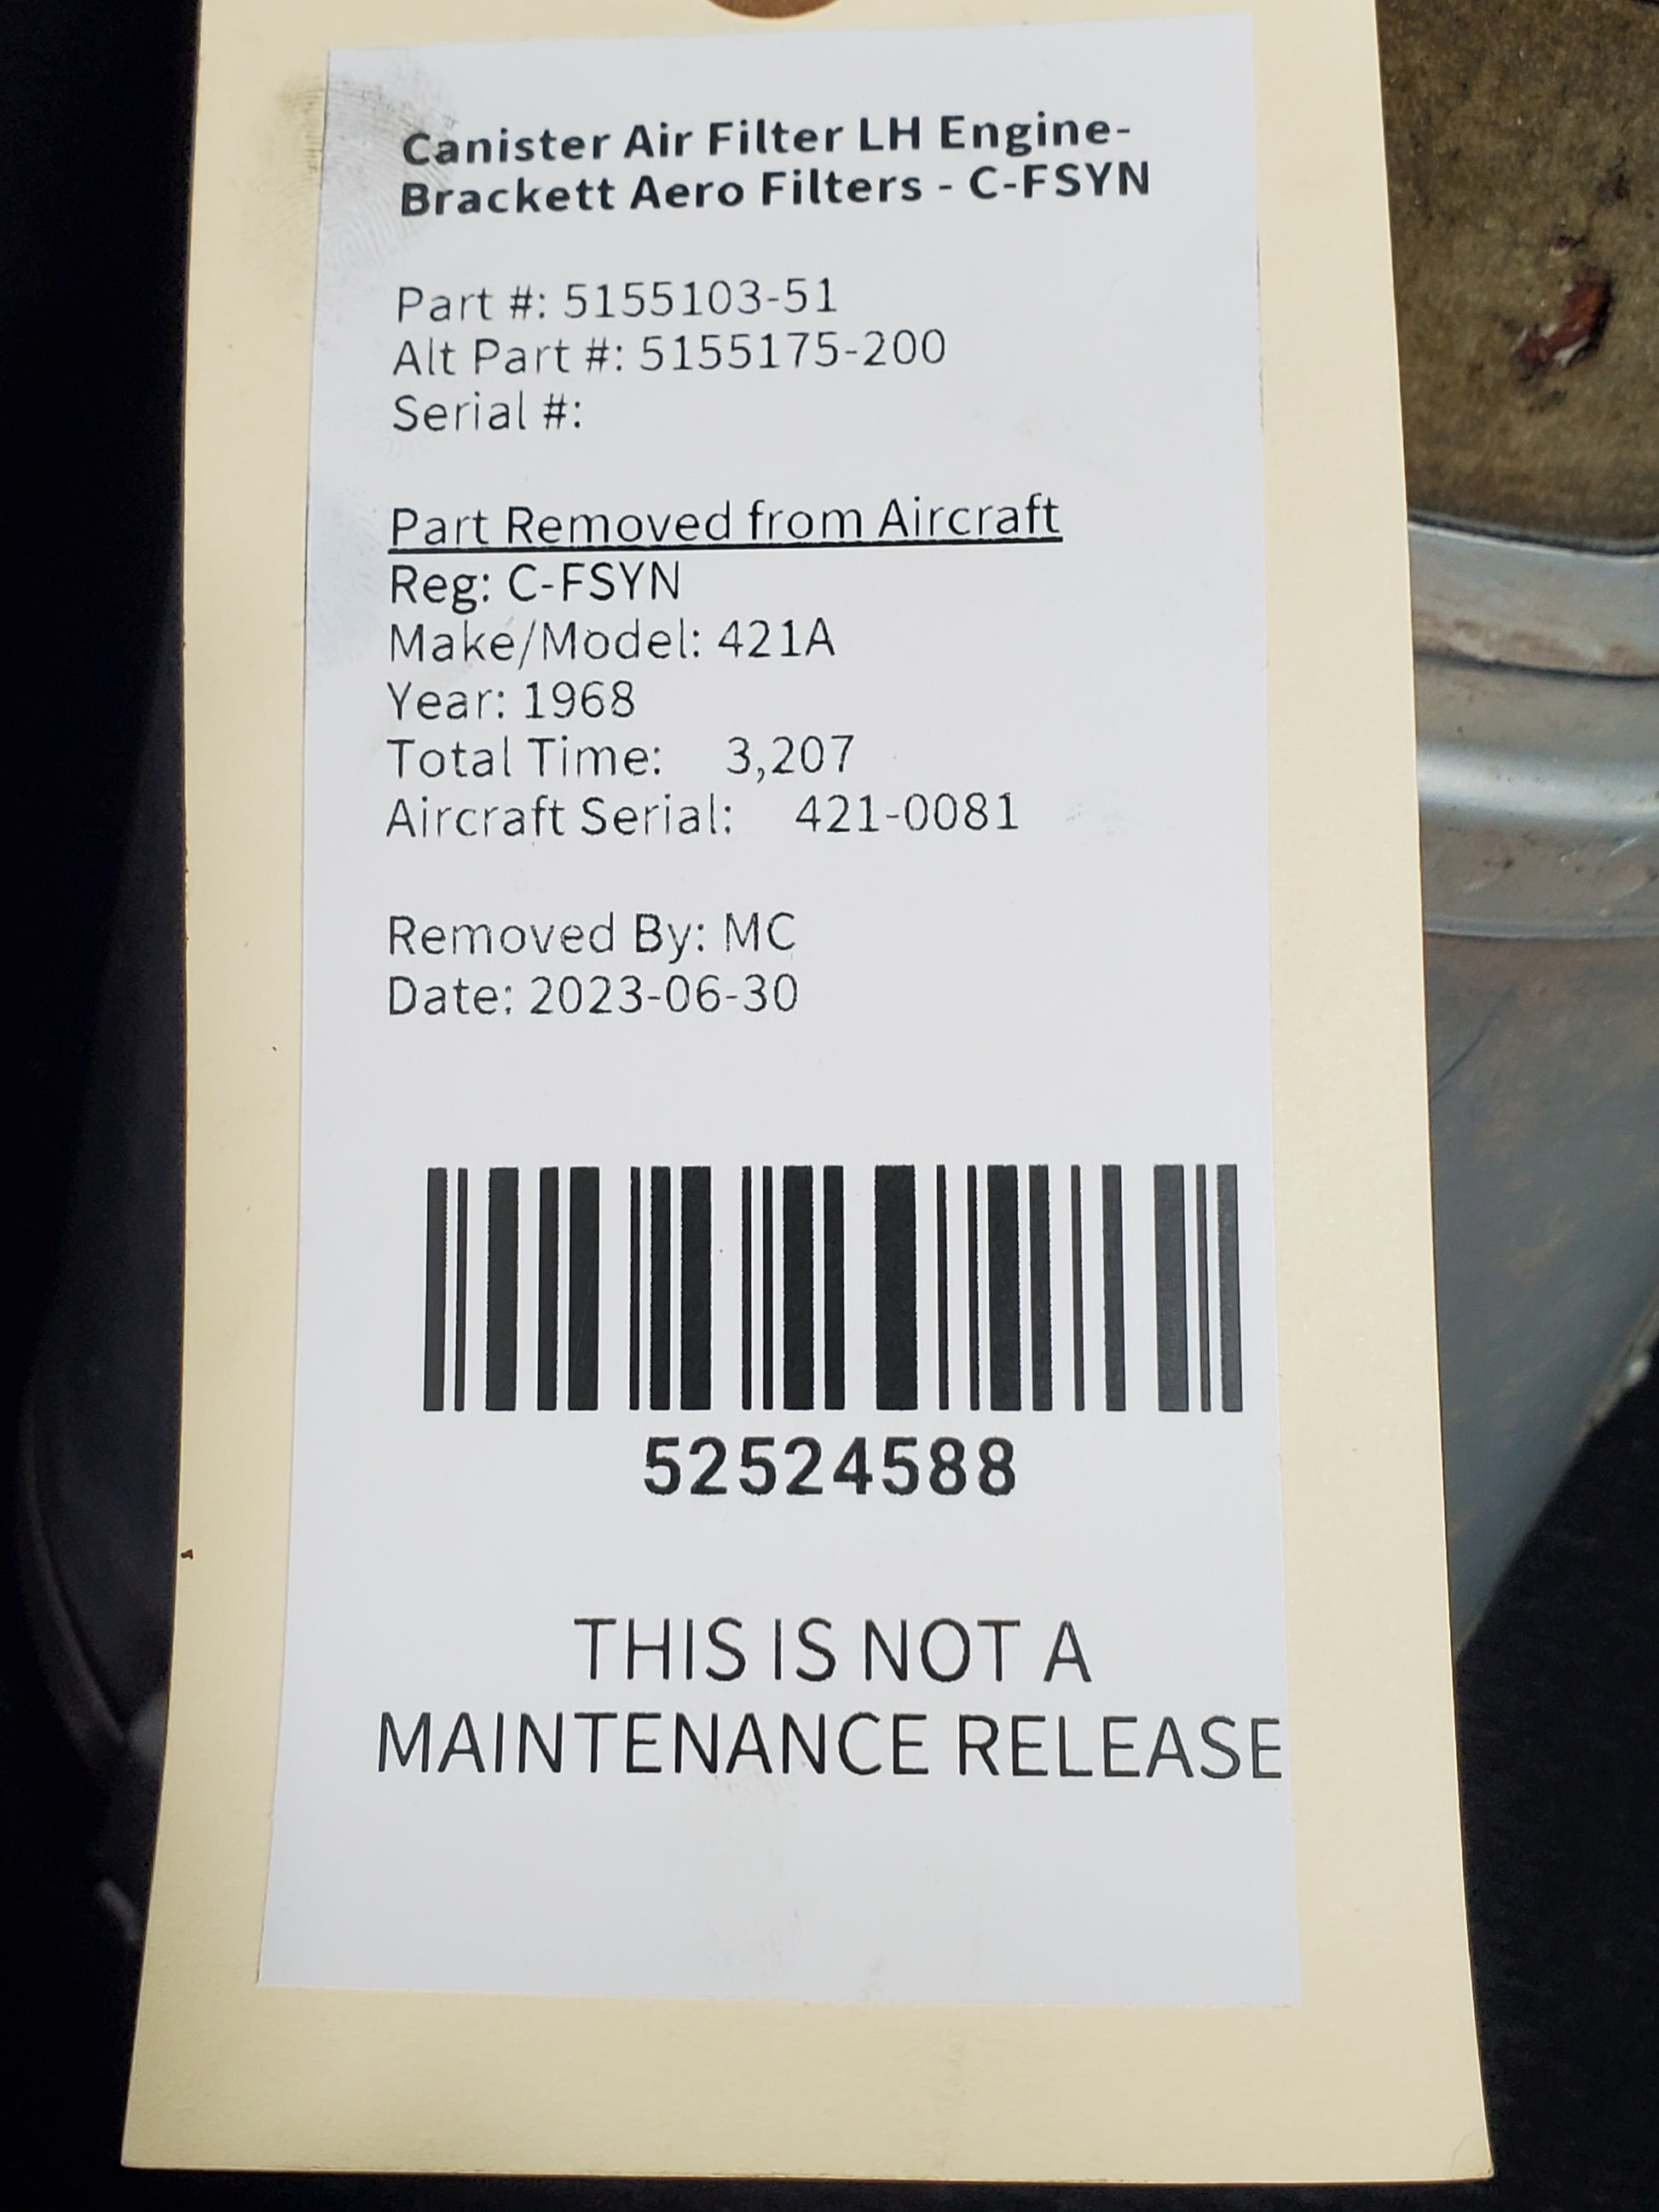 Canister Air Filter LH Engine-
Brackett Aero Filters - C-FSYN
Part #: 5155103-51
Alt Part #: 5155175-200
Serial #:
Part Removed from Aircraft
Reg: C-FSYN
Make/Model: 421A
Year: 1968
Total Time: 3,207
Aircraft Serial: 421-0081
Removed By: MC
Date: 2023-06-30
52524588
THIS IS NOT A
MAINTENANCE RELEASE